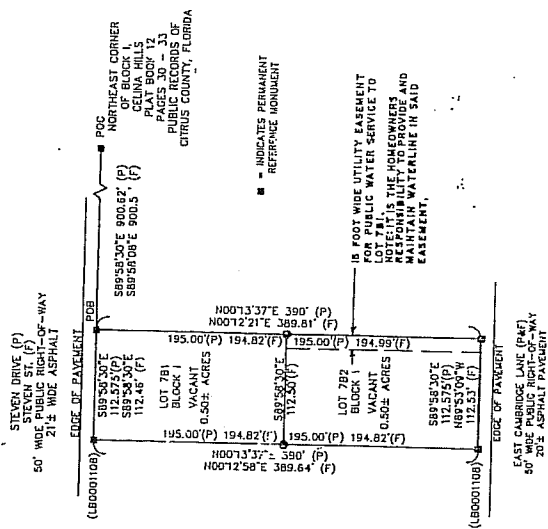 STEVEN DRIVE (P)
STEVEN ST. (F)
50' WIDE PUBLIC RIGHT-OF-WAY
21'± WIDE ASPHALT
EDGE OF PAVEMENT
POB
(LB0001108)
S89°58'30"E 900.62' (P)
S89°58'08"E 900.5 ' (F)
POC
NORTHEAST CORNER
OF BLOCK 1,
CELINA HILLS
PLAT BOOK 12
PAGES 30 - 33
PUBLIC RECORDS OF
CITRUS COUNTY, FLORIDA
S89°58'30"E
112.575'(P)
S89°58'30"E
112.46' (F)
LOT 7B1
BLOCK 1
VACANT
0.50± ACRES
195.00'(P) 194.82'(F)
N00°13'37"E 390' (P)
N00°12'21"E 389.81' (F)
195.00'(P) 194.82'(F)
195.00'(P) 194.99'(F)
S89°58'30"E
112.50'(F)
LOT 7B2
BLOCK 1
VACANT
0.50± ACRES
195.00'(P) 194.82'(F)
390' (P)
N00°12'58"E 389.64' (F)
= INDICATES PERMANENT
REFERENCE MONUMENT
15 FOOT WIDE UTILITY EASEMENT
FOR PUBLIC WATER SERVICE TO
LOT 7B1.
NOTE: IT IS THE HOMEOWNERS
RESPONSIBILITY TO PROVIDE AND
MAINTAIN WATERLINE IN SAID
EASEMENT.
S89°58'30"E
112.575'(P)
N89°53'09"W
112.53' (F)
(LB0001108)
EDGE OF PAVEMENT
EAST CAMBRIDGE LANE (P&F)
50' WIDE PUBLIC RIGHT-OF-WAY
20'± ASPHALT PAVEMENT